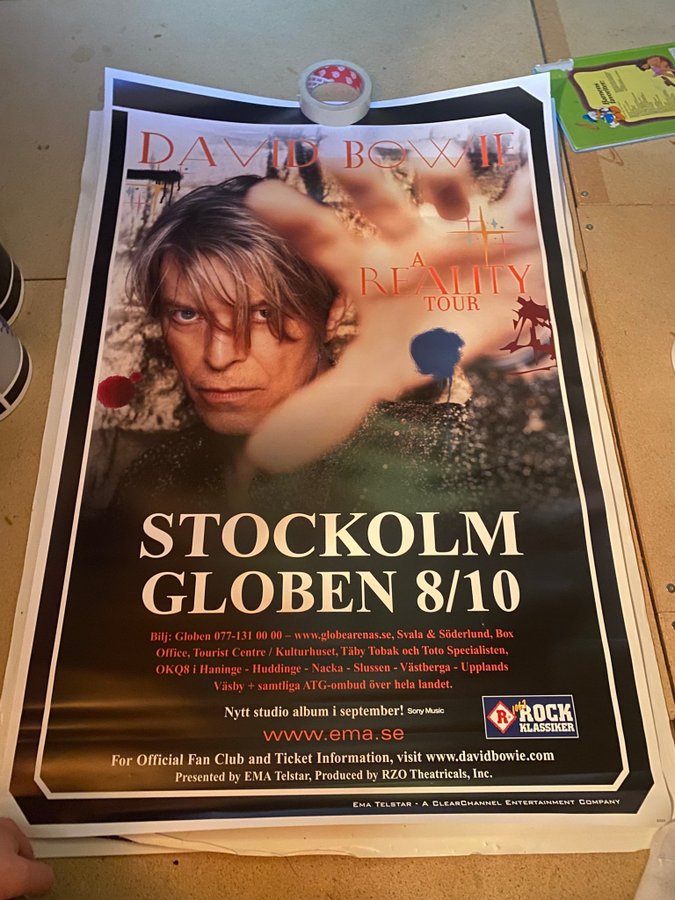 DAVID BOWIE
A
REALITY
TOUR
STOCKOLM
GLOBEN 8/10
Bilj: Globen 077-131 00 00 – www.globearenas.se, Svala & Söderlund, Box
Office, Tourist Centre / Kulturhuset, Täby Tobak och Toto Specialisten,
OKQ8 i Haninge - Huddinge - Nacka - Slussen - Västberga - Upplands
Väsby + samtliga ATG-ombud över hela landet.
Nytt studio album i september! Sony Music
R
ROCK
KLASSIKER
www.ema.se
For Official Fan Club and Ticket Information, visit www.davidbowie.com
Presented by EMA Telstar, Produced by RZO Theatricals, Inc.
EMA TELSTAR - A CLEARCHANNEL ENTERTAINMENT COMPANY